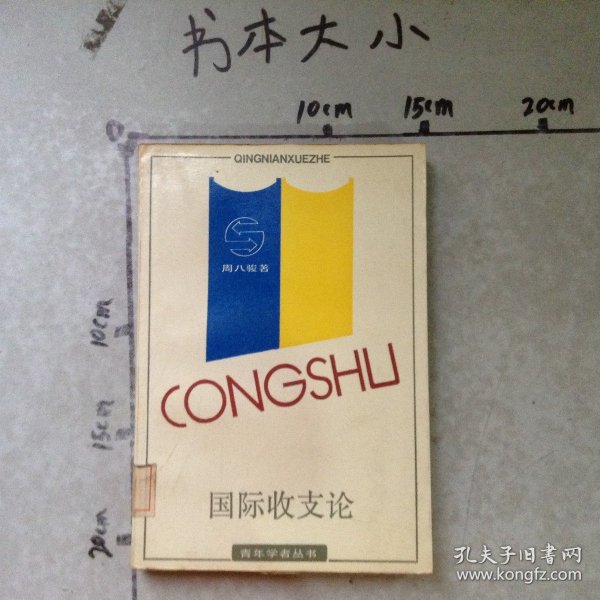 书本大小
10cm 15cm 20cm
QINGNIANXUEZHE
周八骏著
10cm
CONGSHU
15cm
国际收支论
20cm
青年学者丛书
孔夫子旧书网
www.kongfz.com